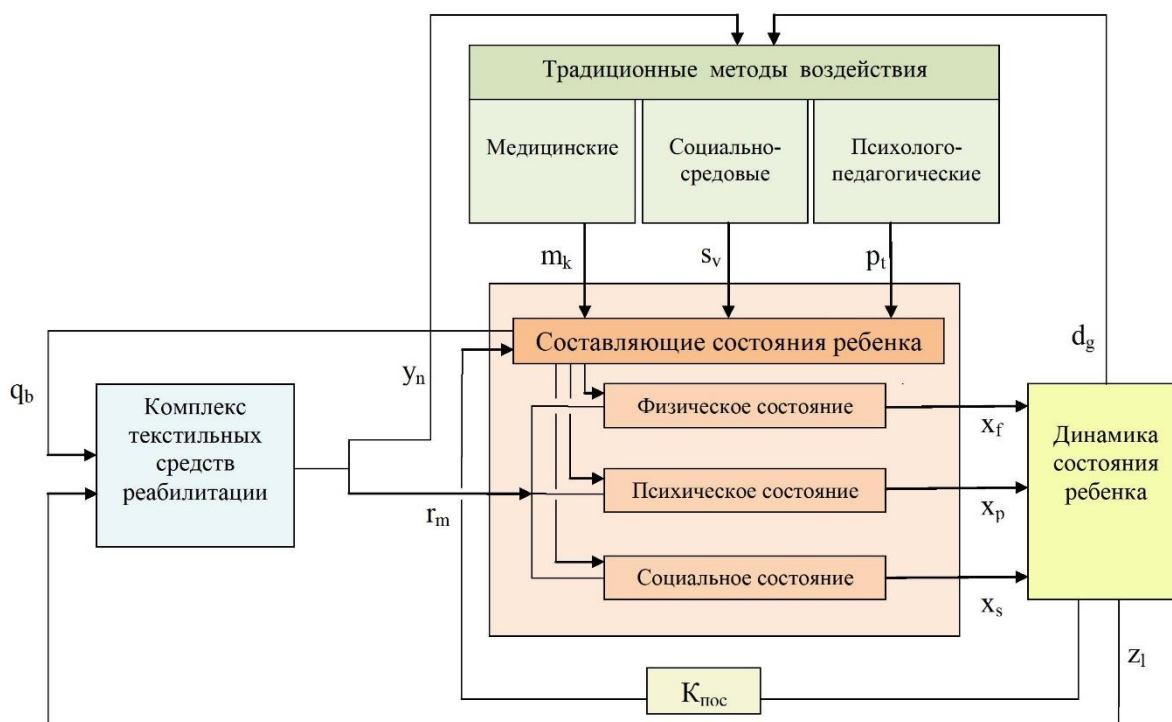 Традиционные методы воздействия
Медицинские
Социально-
средовые
Психолого-
педагогические
m_k
s_v
p_t
Составляющие состояния ребенка
d_g
y_n
q_b
Комплекс
текстильных
средств
реабилитации
Физическое состояние
x_f
Динамика
состояния
ребенка
Психическое состояние
r_m
x_p
Социальное состояние
x_s
z_l
К_пос